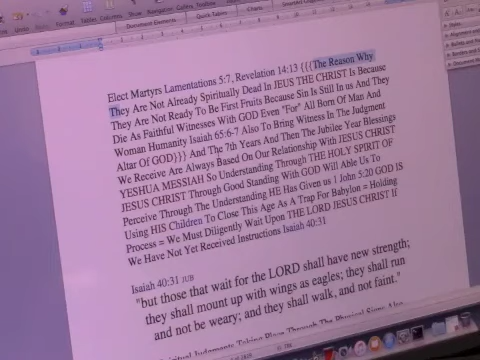 Document Elements
Quick Tables
Charts
Elect Martyrs Lamentations 5:7, Revelation 14:13 {{{The Reason Why
They Are Not Already Spiritually Dead In JEUS THE CHRIST Is Because
They Are Not Ready To Be First Fruits Because Sin Is Still In us And They
Die As Faithful Witnesses With GOD Even "For" All Born Of Man And
Woman Humanity Isaiah 65:6-7 Also To Bring Witness In The Judgment
Altar Of GOD}}} And The 7th Years And Then The Jubilee Year Blessings
We Receive Are Always Based On Our Relationship With JESUS CHRIST
YESHUA MESSIAH So Understanding Through THE HOLY SPIRIT OF
JESUS CHRIST Through Good Standing With GOD Will Able Us To
Perceive Through The Understanding HE Has Given us 1 John 5:20 GOD IS
Using HIS Children To Close This Age As A Trap For Babylon = Holding
Process = We Must Diligently Wait Upon THE LORD JESUS CHRIST If
We Have Not Yet Received Instructions Isaiah 40:31
Isaiah 40:31 JUB
"but those that wait for the LORD shall have new strength;
they shall mount up with wings as eagles; they shall run
and not be weary; and they shall walk, and not faint."